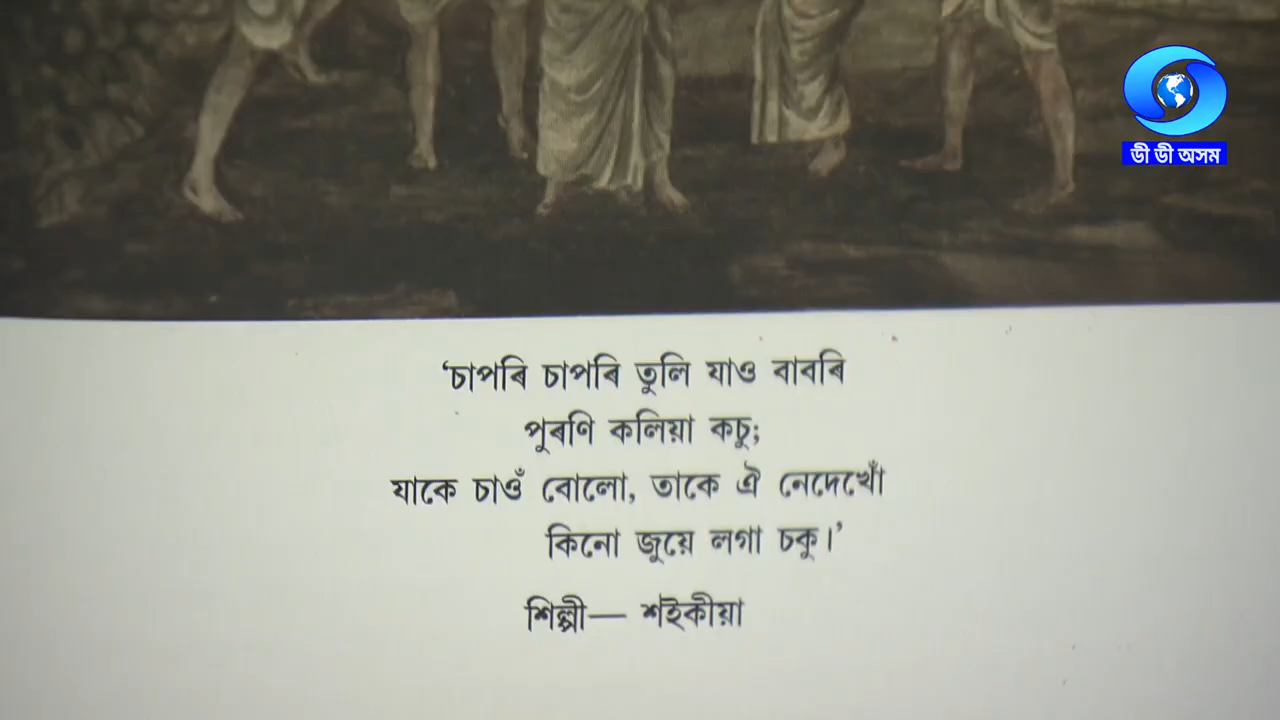 ডী ডী অসম
‘চাপৰি চাপৰি তুলি যাও বাবৰি
পুৰণি কলিয়া কচু;
যাকে চাওঁ বোলো, তাকে ঐ নেদেখোঁ
কিনো জুয়ে লগা চকু।’
শিল্পী— শইকীয়া